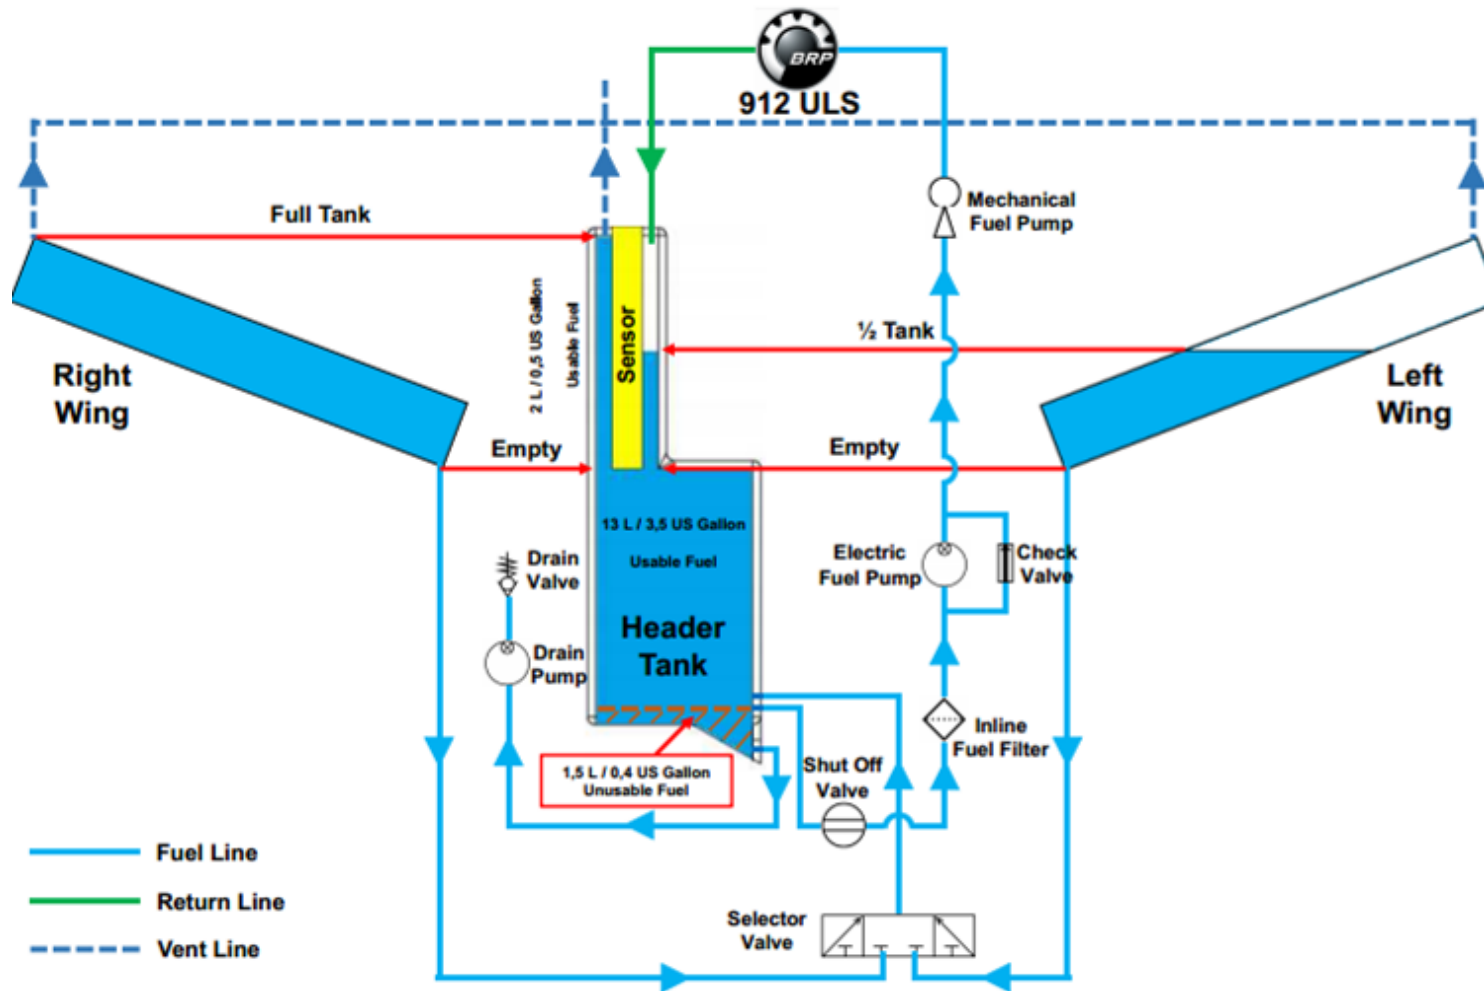 BRP
912 ULS
Full Tank
Mechanical
Fuel Pump
2 L / 0,5 US Gallon
Usable Fuel
Sensor
½ Tank
Right
Wing
Left
Wing
Empty
Empty
13 L / 3,5 US Gallon
Usable Fuel
Drain
Valve
Electric
Fuel Pump
Check
Valve
Header
Tank
Drain
Pump
Inline
Fuel Filter
1,5 L / 0,4 US Gallon
Unusable Fuel
Shut Off
Valve
Fuel Line
Return Line
Vent Line
Selector
Valve